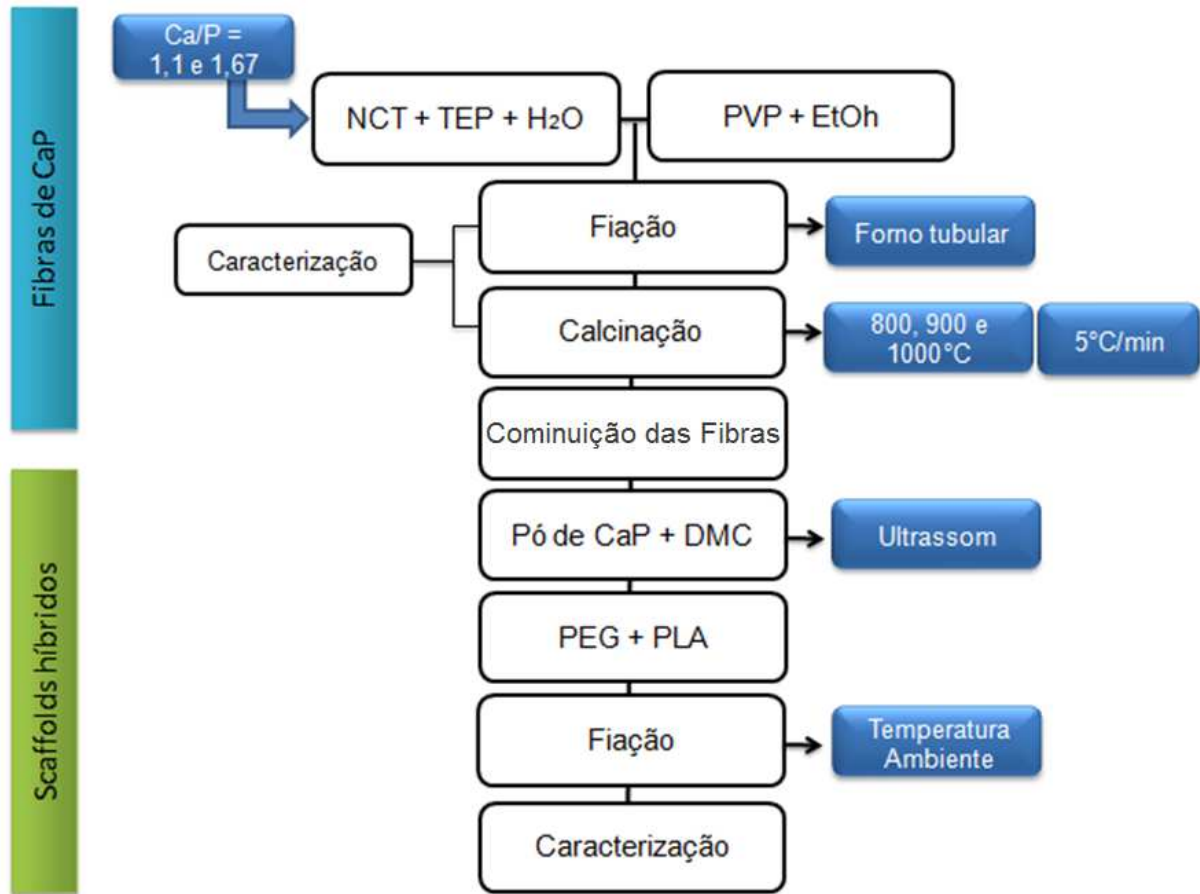 Fibras de CaP
Ca/P =
1,1 e 1,67
NCT + TEP + H₂O
PVP + EtOh
Fiação
Forno tubular
Caracterização
Calcinação
800, 900 e
1000°C
5°C/min
Cominuição das Fibras
Scaffolds híbridos
Pó de CaP + DMC
Ultrassom
PEG + PLA
Fiação
Temperatura
Ambiente
Caracterização